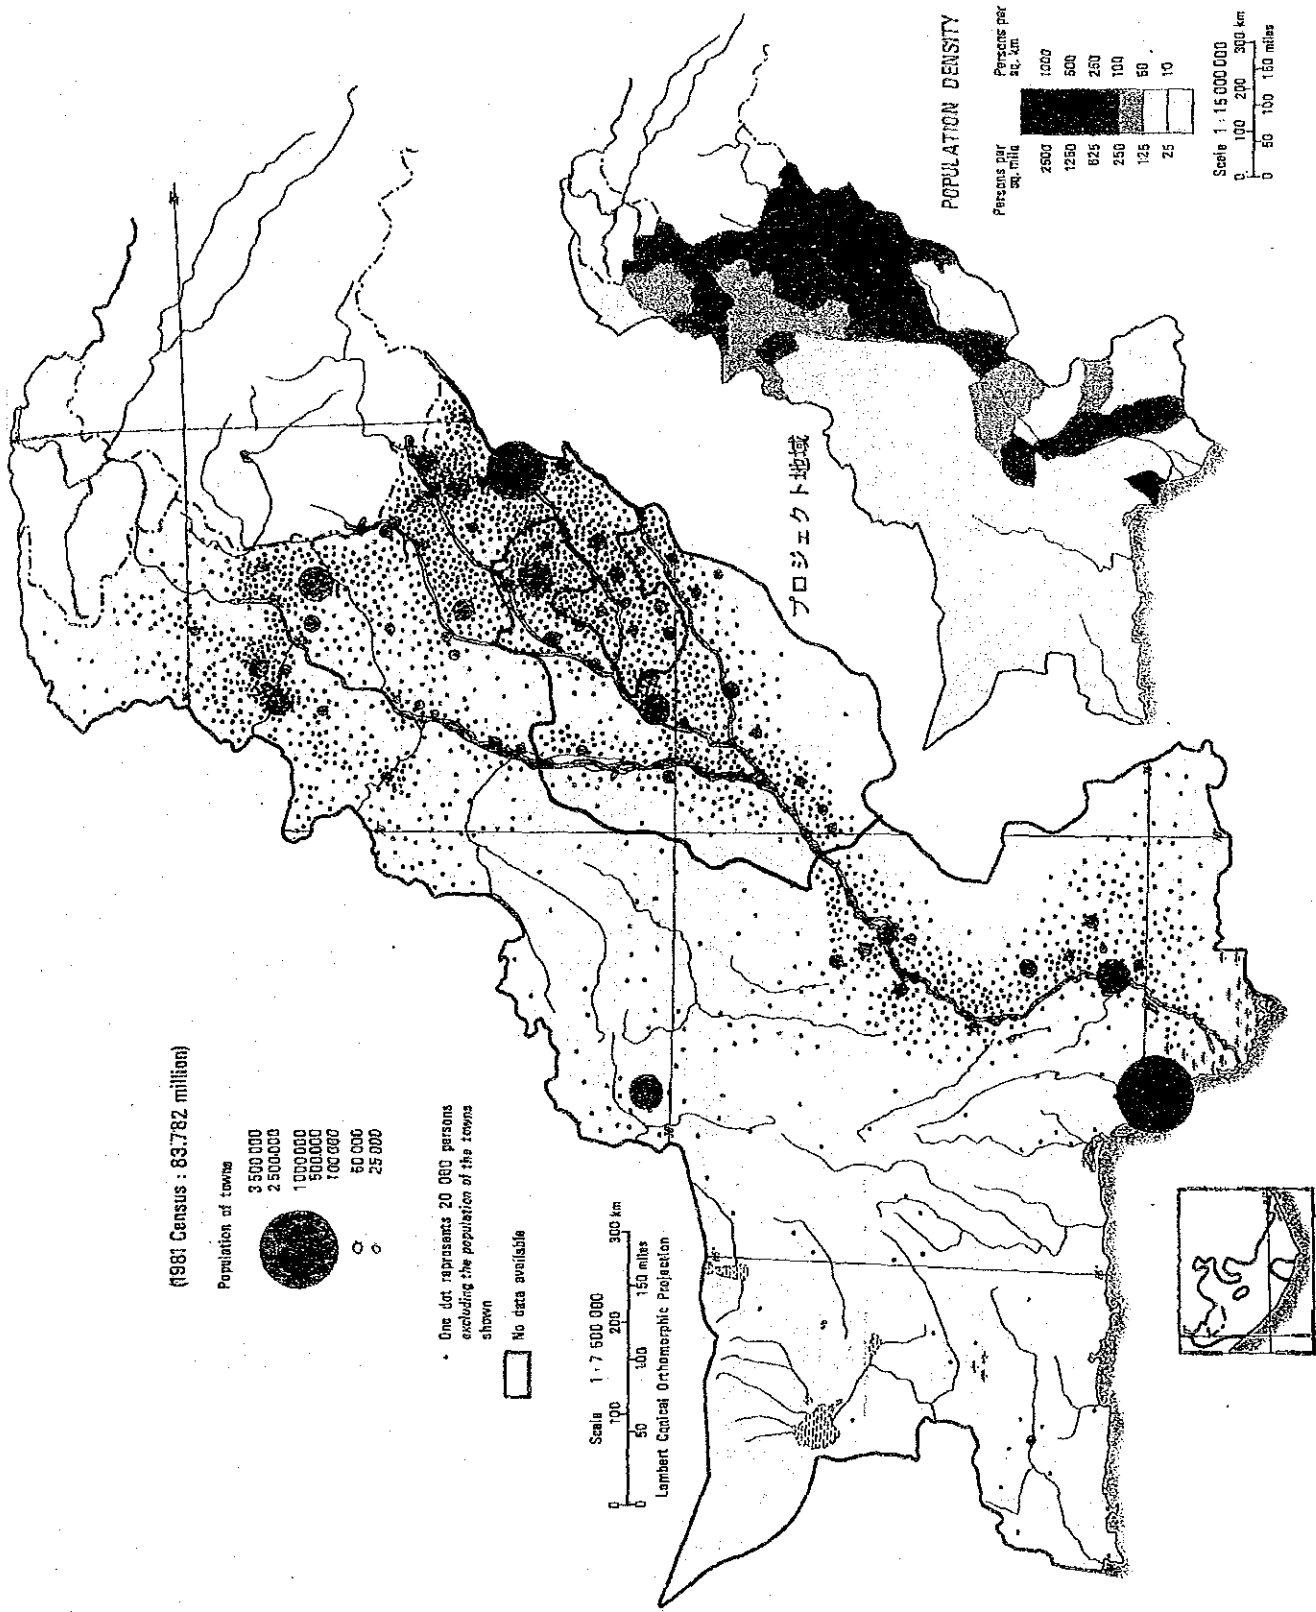 (1981 Census : 83.782 million)
Population of towns
3 500 000
2 500 000
1 000 000
500 000
100 000
50 000
25 000
One dot represents 20 000 persons
excluding the population of the towns
shown
No data available
Scale 1 : 7 500 000
0 100 200 300 km
0 50 100 150 miles
Lambert Conical Orthomorphic Projection
プロジェクト地域
POPULATION DENSITY
Persons per
sq. mile
Persons per
sq. km
2500 1000
1250 500
625 250
250 100
125 50
25 10
Scale 1 : 15 000 000
0 100 200 300 km
0 50 100 150 miles